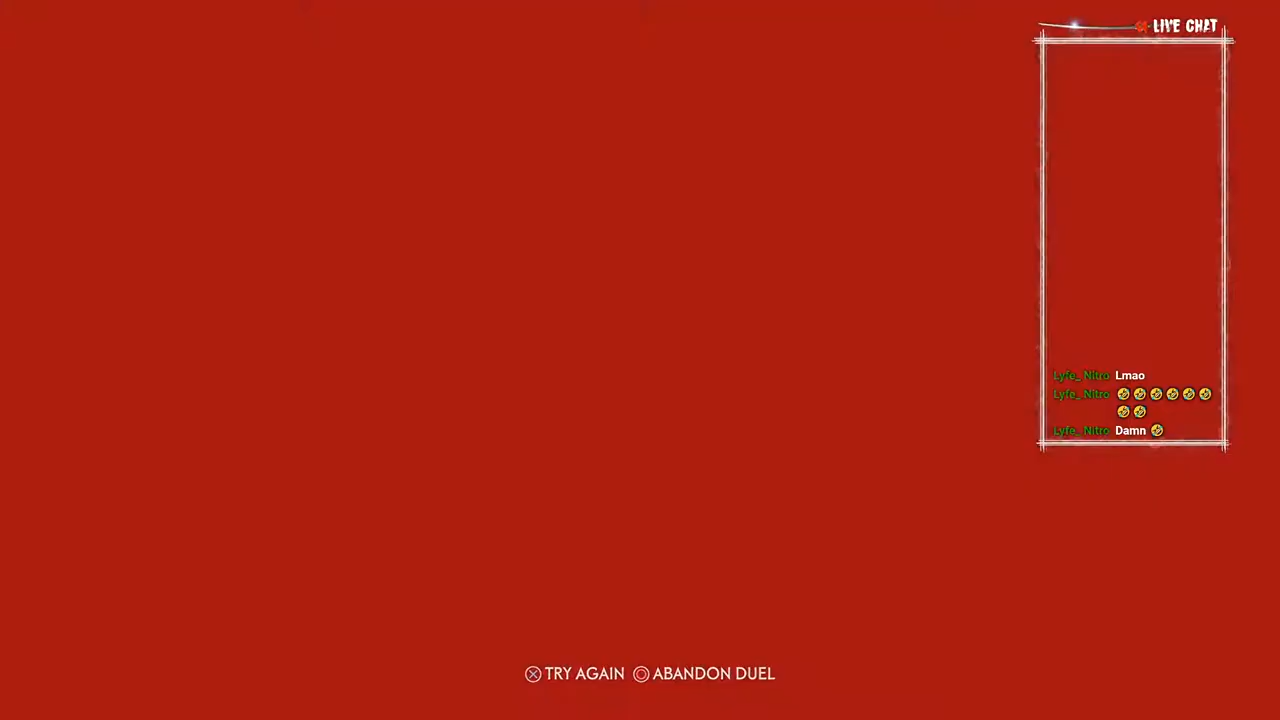 LIVE CHAT
Lyfe_Nitro Lmao
Lyfe_Nitro 🤣🤣🤣🤣🤣🤣
🤣🤣
Lyfe_Nitro Damn 🤣
TRY AGAIN ABANDON DUEL